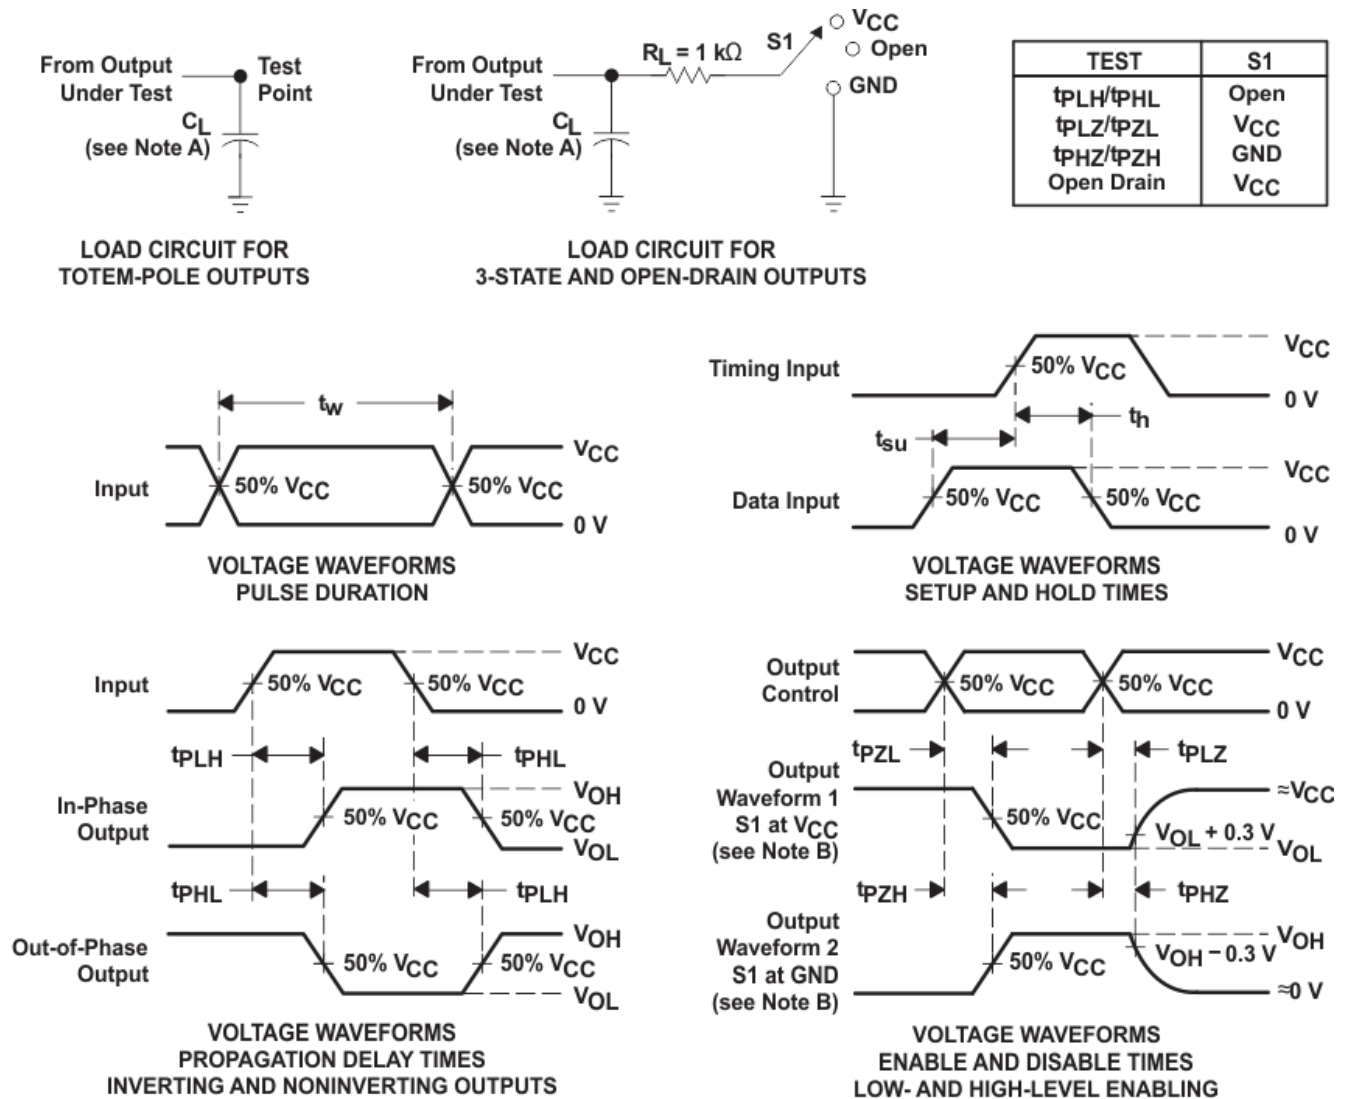 From Output
Under Test
Test
Point
CL
(see Note A)
LOAD CIRCUIT FOR
TOTEM-POLE OUTPUTS
From Output
Under Test
RL = 1 kΩ
S1
VCC
Open
GND
CL
(see Note A)
LOAD CIRCUIT FOR
3-STATE AND OPEN-DRAIN OUTPUTS
TEST S1
tPLH/tPHL Open
tPLZ/tPZL VCC
tPHZ/tPZH GND
Open Drain VCC
tw
Input
50% VCC
50% VCC
VCC
0 V
VOLTAGE WAVEFORMS
PULSE DURATION
Timing Input
50% VCC
VCC
0 V
th
tsu
Data Input
50% VCC
50% VCC
VCC
0 V
VOLTAGE WAVEFORMS
SETUP AND HOLD TIMES
Input
50% VCC
50% VCC
VCC
0 V
tPLH
tPHL
In-Phase
Output
50% VCC
50% VCC
VOH
VOL
tPHL
tPLH
Out-of-Phase
Output
50% VCC
50% VCC
VOH
VOL
VOLTAGE WAVEFORMS
PROPAGATION DELAY TIMES
INVERTING AND NONINVERTING OUTPUTS
Output
Control
50% VCC
50% VCC
VCC
0 V
tPZL
tPLZ
Output
Waveform 1
S1 at VCC
(see Note B)
50% VCC
VOL + 0.3 V
≈VCC
VOL
tPZH
tPHZ
Output
Waveform 2
S1 at GND
(see Note B)
50% VCC
VOH − 0.3 V
VOH
≈0 V
VOLTAGE WAVEFORMS
ENABLE AND DISABLE TIMES
LOW- AND HIGH-LEVEL ENABLING